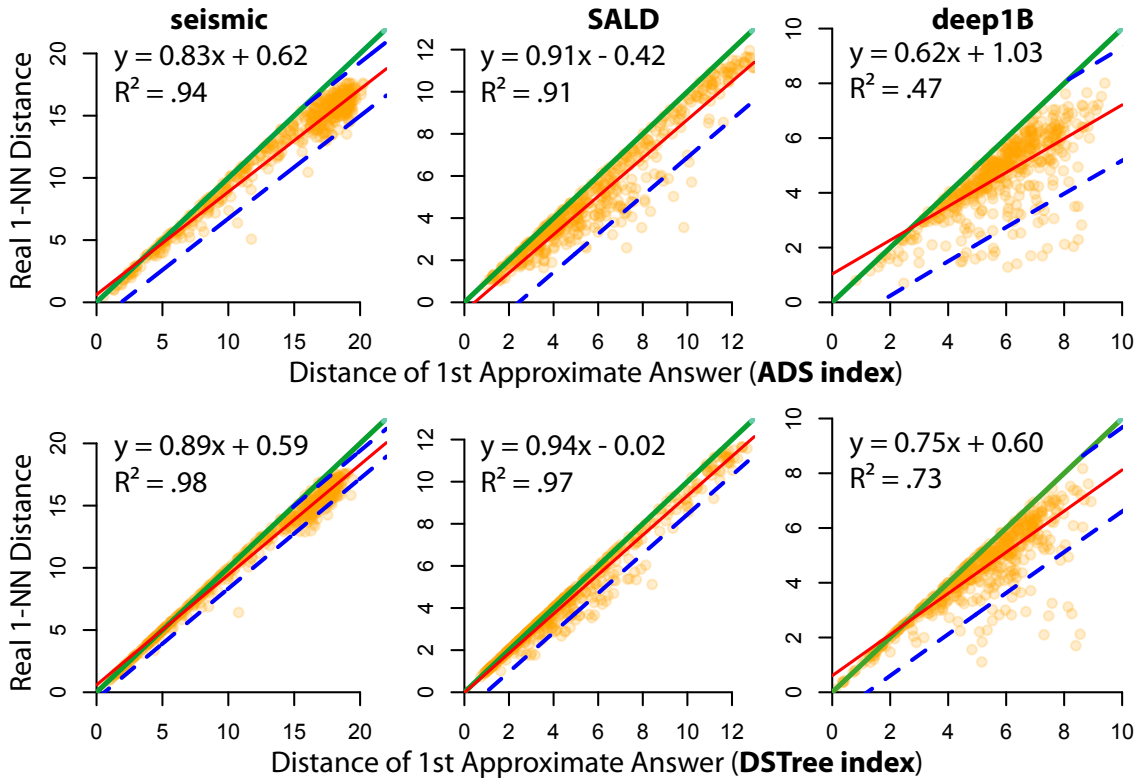 seismic
SALD
deep1B
y = 0.83x + 0.62
R² = .94
y = 0.91x - 0.42
R² = .91
y = 0.62x + 1.03
R² = .47
Real 1-NN Distance
0 5 10 15 20
0 5 10 15 20
0 2 4 6 8 10 12
0 2 4 6 8 10 12
0 2 4 6 8 10
0 2 4 6 8 10
Distance of 1st Approximate Answer (ADS index)
y = 0.89x + 0.59
R² = .98
y = 0.94x - 0.02
R² = .97
y = 0.75x + 0.60
R² = .73
Real 1-NN Distance
0 5 10 15 20
0 5 10 15 20
0 2 4 6 8 10 12
0 2 4 6 8 10 12
0 2 4 6 8 10
0 2 4 6 8 10
Distance of 1st Approximate Answer (DSTree index)